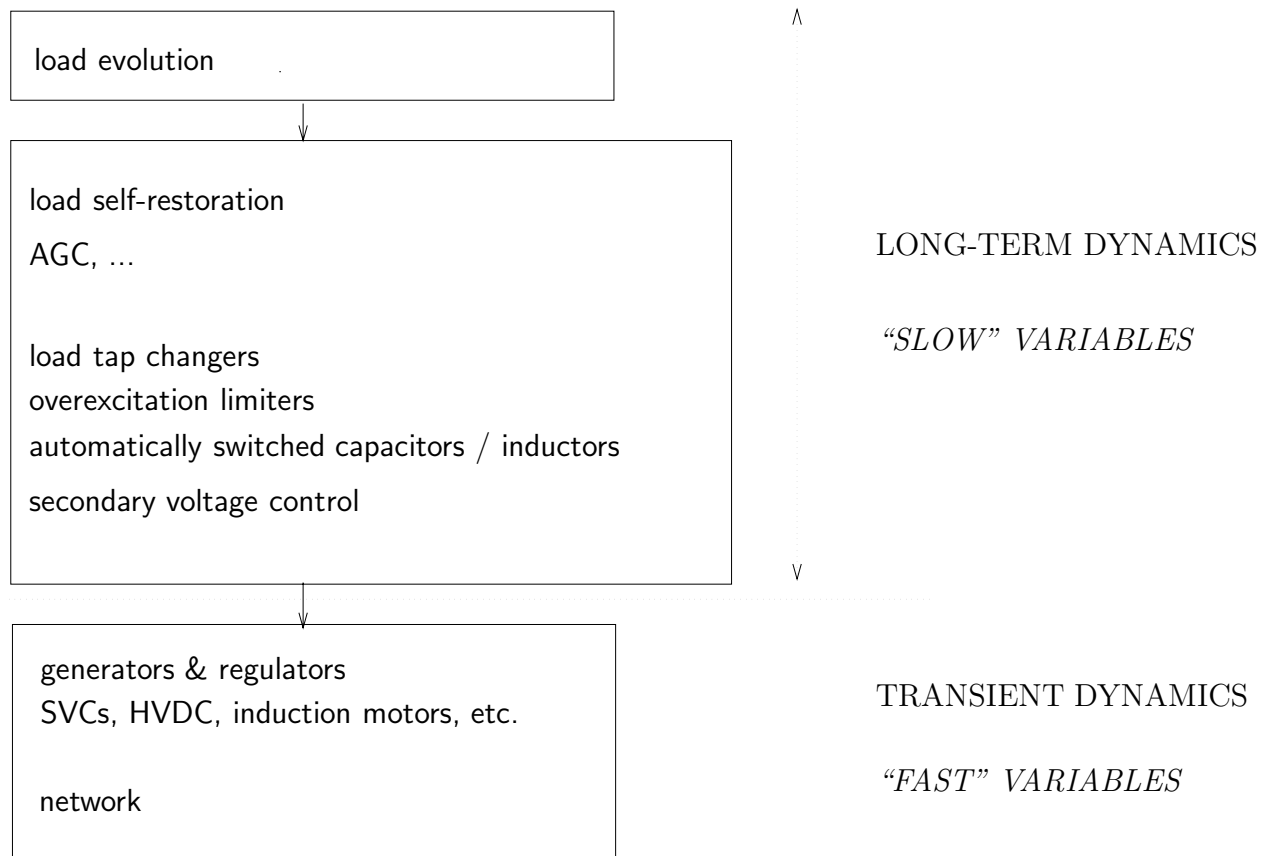 load evolution
load self-restoration
AGC, ...
load tap changers
overexcitation limiters
automatically switched capacitors / inductors
secondary voltage control
LONG-TERM DYNAMICS
“SLOW” VARIABLES
generators & regulators
SVCs, HVDC, induction motors, etc.
network
TRANSIENT DYNAMICS
“FAST” VARIABLES